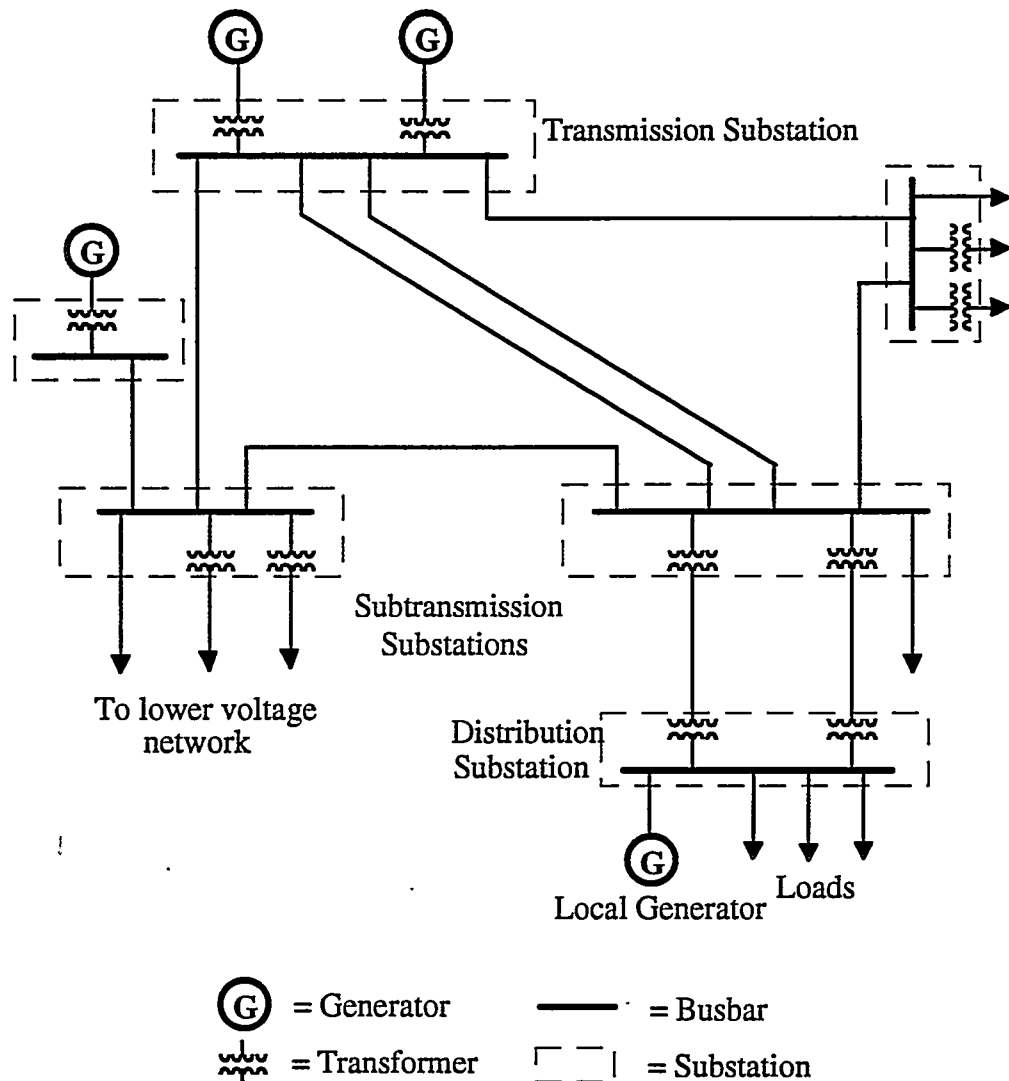 G
G
Transmission Substation
G
Subtransmission
Substations
To lower voltage
network
Distribution
Substation
G
Loads
Local Generator
G = Generator
= Busbar
= Transformer
= Substation